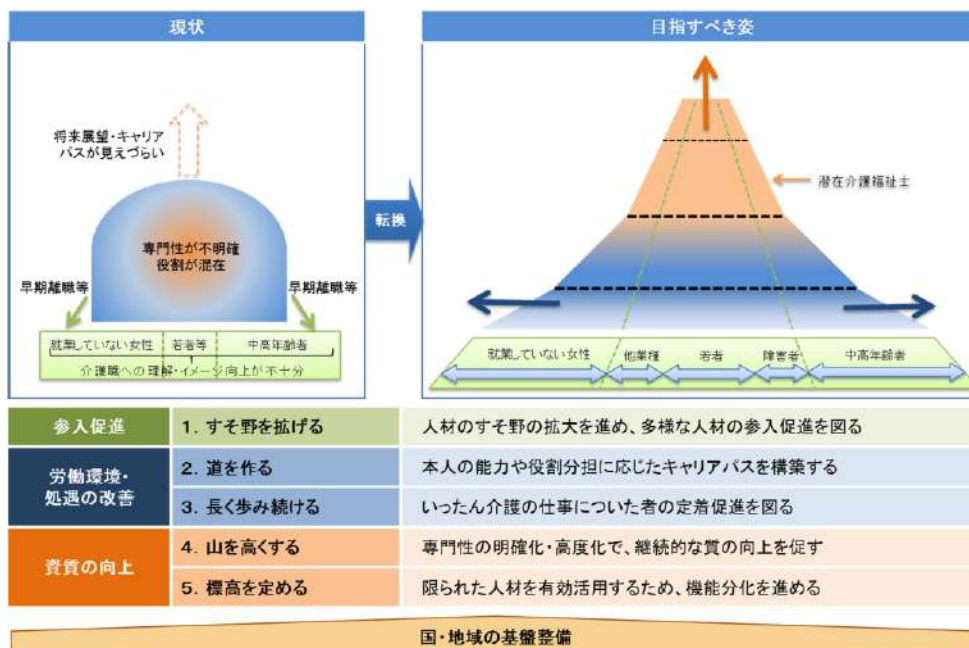 現状
将来展望・キャリア
パスが見えづらい
専門性が不明確
役割が混在
早期離職等
早期離職等
就業していない女性
若者等
中高年齢者
介護職への理解・イメージ向上が不十分
転換
目指すべき姿
潜在介護福祉士
就業していない女性
他業種
若者
障害者
中高年齢者
参入促進
1. すそ野を拡げる
人材のすそ野の拡大を進め、多様な人材の参入促進を図る
労働環境・
処遇の改善
2. 道を作る
本人の能力や役割分担に応じたキャリアパスを構築する
3. 長く歩み続ける
いったん介護の仕事についた者の定着促進を図る
資質の向上
4. 山を高くする
専門性の明確化・高度化で、継続的な質の向上を促す
5. 標高を定める
限られた人材を有効活用するため、機能分化を進める
国・地域の基盤整備